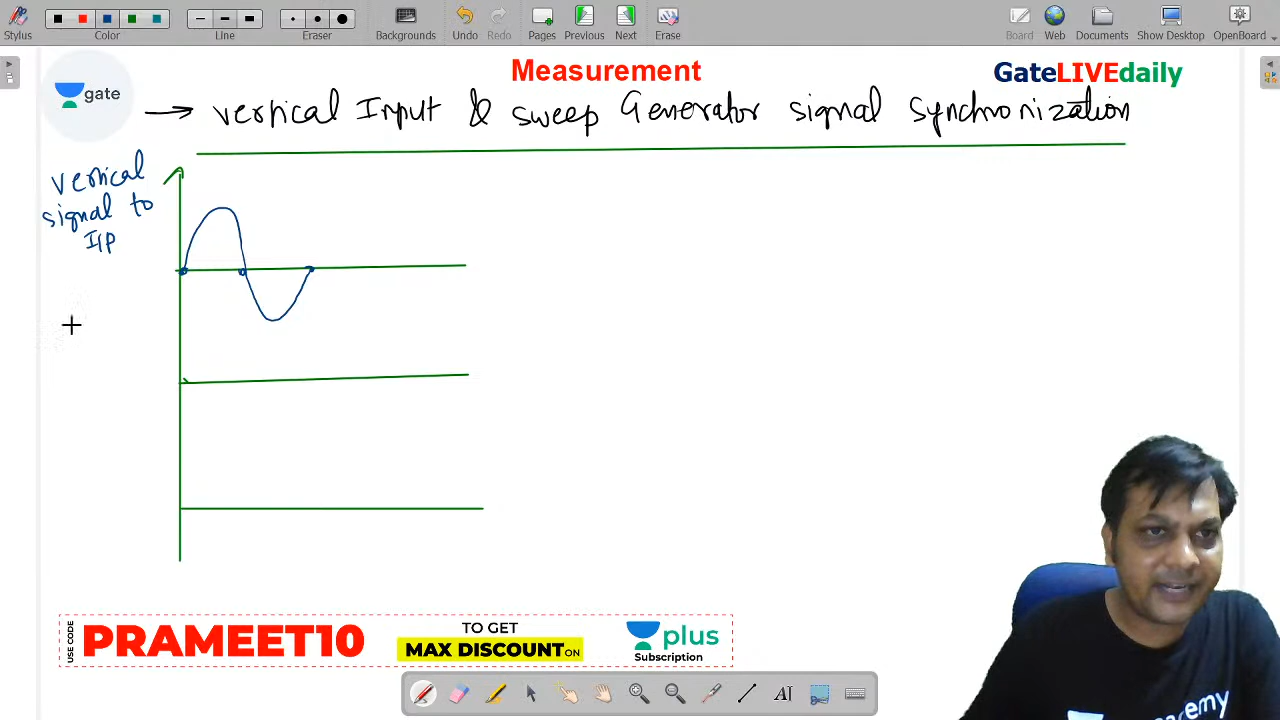 Stylus
Color
Line
Eraser
Backgrounds
Undo
Redo
Pages
Previous
Next
Erase
Board
Web
Documents
Show Desktop
OpenBoard
gate
Measurement
GateLIVEdaily
→ vertical Input & sweep Generator signal synchronization
vertical
signal to
I/P
USE CODE
PRAMEET10
TO GET
MAX DISCOUNT ON
plus
Subscription
emy